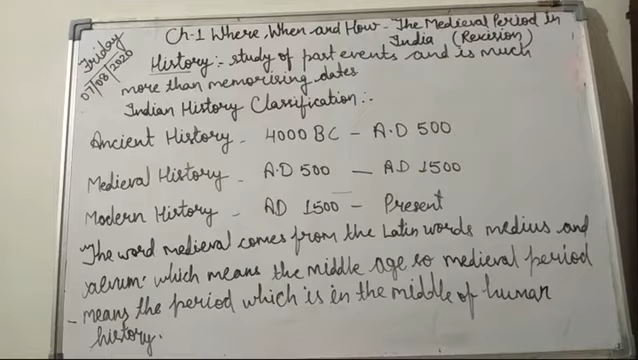 Friday
07/08/2020
Ch-1 Where, When and How - The Medieval Period in
India (Revision)
History:- study of past events and is much
more than memorising dates
Indian History Classification:-
Ancient History - 4000 BC - A.D 500
Medieval History - A.D 500 - AD 1500
Modern History - AD 1500 - Present
"The word medieval comes from the Latin words medius and
aevum' which means the middle age so medieval period
- means the period which is in the middle of human
history.